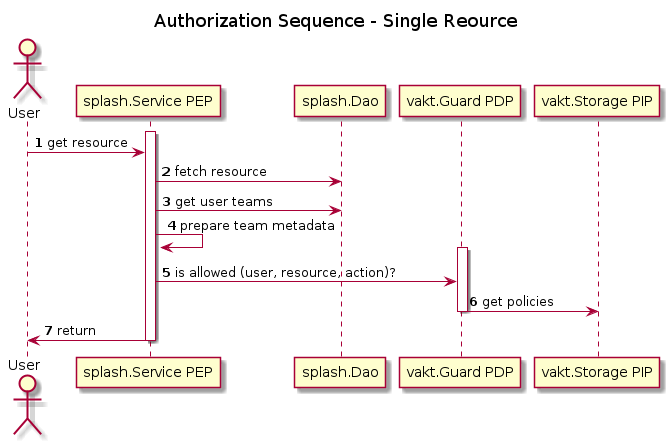 Authorization Sequence - Single Reource
User
splash.Service PEP
splash.Dao
vakt.Guard PDP
vakt.Storage PIP
1 get resource
2 fetch resource
3 get user teams
4 prepare team metadata
5 is allowed (user, resource, action)?
6 get policies
7 return
User
splash.Service PEP
splash.Dao
vakt.Guard PDP
vakt.Storage PIP